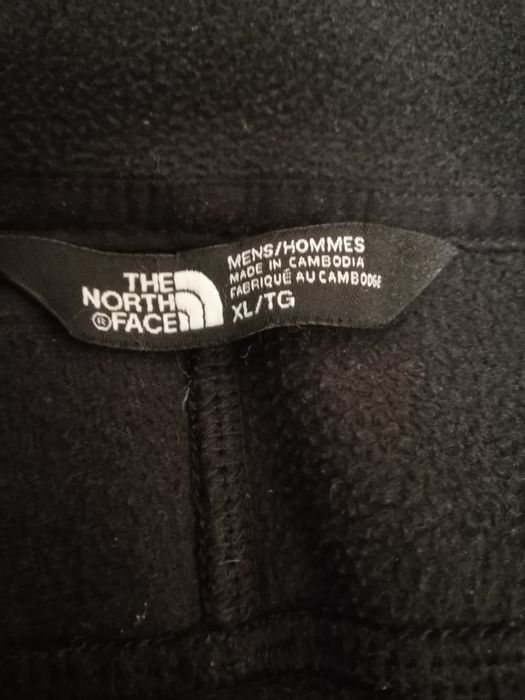 THE
NORTH
®FACE
MENS/HOMMES
MADE IN CAMBODIA
FABRIQUÉ AU CAMBODGE
XL/TG